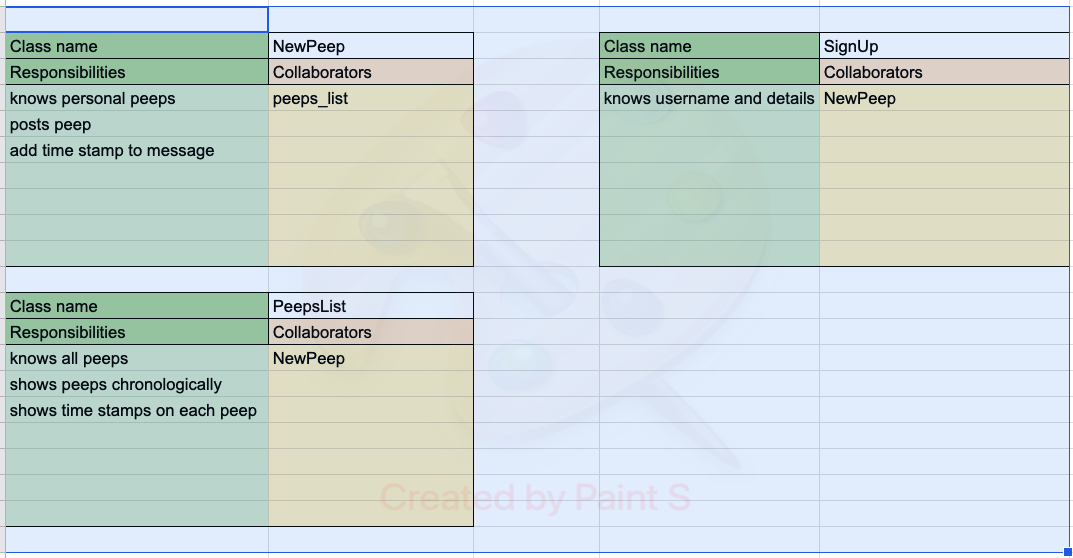 Class name NewPeep
Responsibilities Collaborators
knows personal peeps peeps_list
posts peep
add time stamp to message
Class name SignUp
Responsibilities Collaborators
knows username and details NewPeep
Class name PeepsList
Responsibilities Collaborators
knows all peeps NewPeep
shows peeps chronologically
shows time stamps on each peep
Created by Paint S